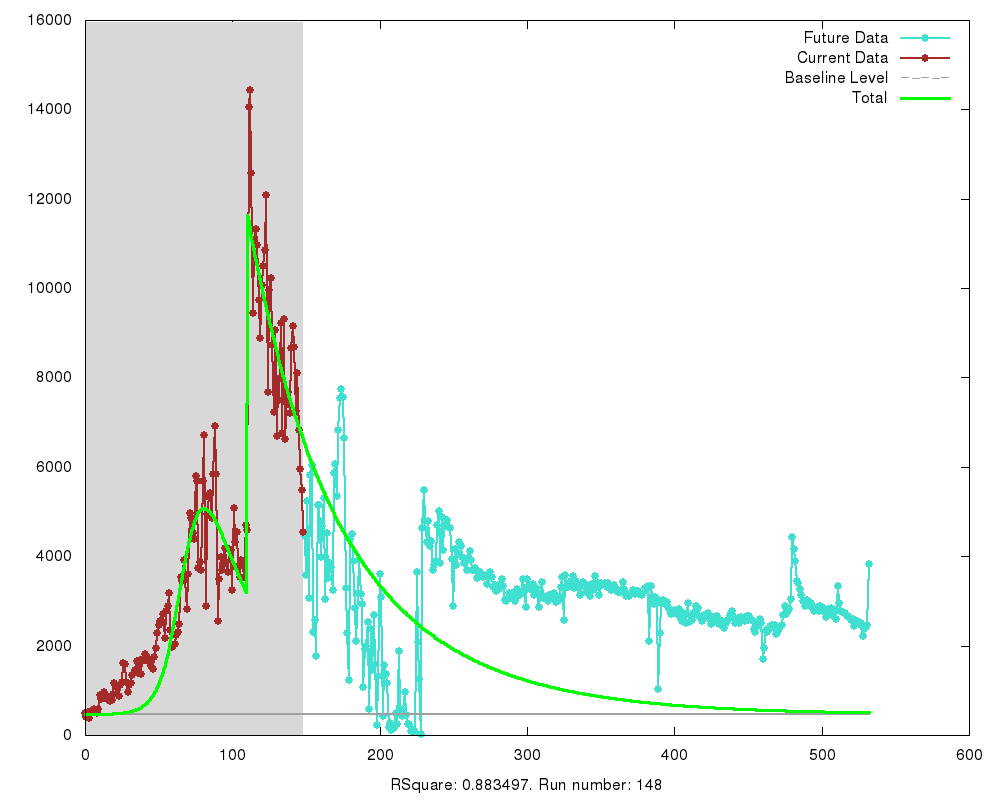 16000
14000
12000
10000
8000
6000
4000
2000
0
Future Data
Current Data
Baseline Level
Total
0 100 200 300 400 500 600
RSquare: 0.883497. Run number: 148